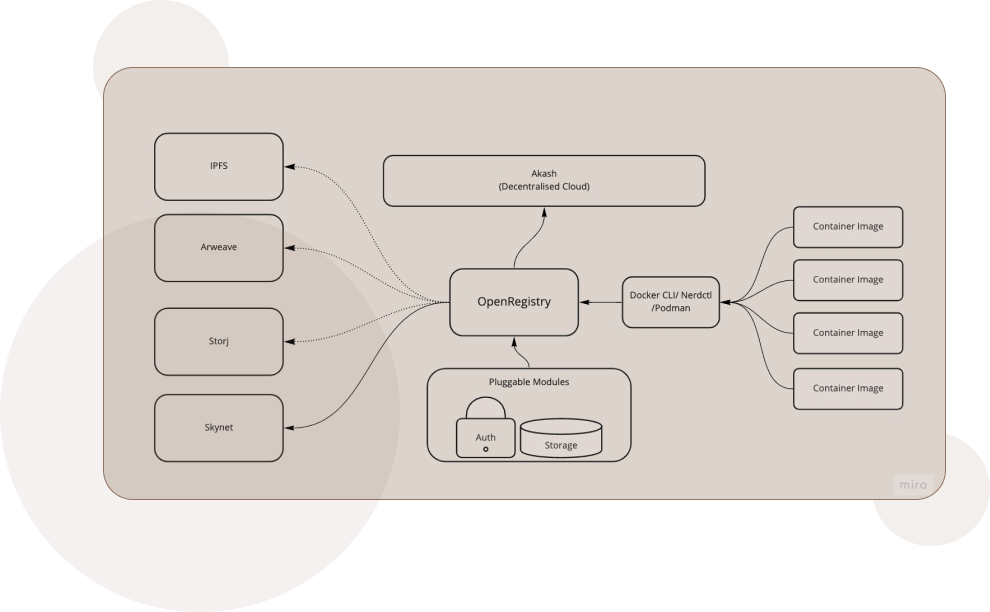 IPFS
Arweave
Storj
Skynet
Akash
(Decentralised Cloud)
OpenRegistry
Pluggable Modules
Auth
Storage
Docker CLI/ Nerdctl
/Podman
Container Image
Container Image
Container Image
Container Image
miro